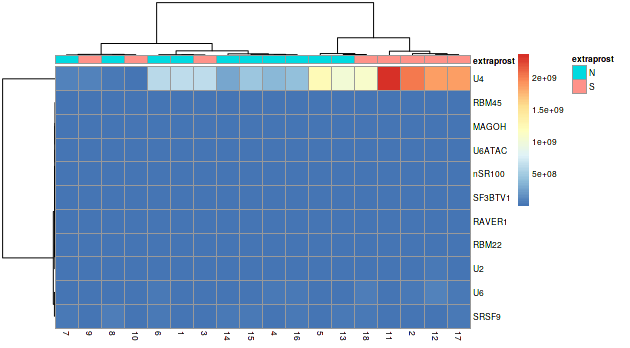 extraprost
extraprost
N
S
U4
RBM45
MAGOH
U6ATAC
nSR100
SF3BTV1
RAVER1
RBM22
U2
U6
SRSF9
2e+09
1.5e+09
1e+09
5e+08
7 9 8 10 6 1 3 14 15 4 16 5 13 18 11 2 12 17